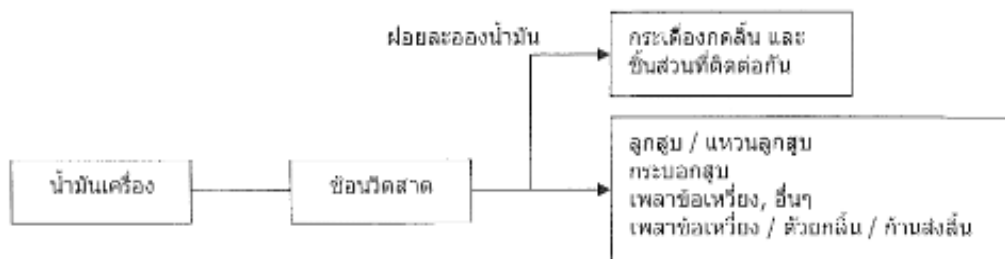 ฝอยละอองน้ำมัน
กระเดื่องกดลิ้น และ
ชิ้นส่วนที่ติดต่อกัน
น้ำมันเครื่อง
ช้อนวิดสาด
ลูกสูบ / แหวนลูกสูบ
กระบอกสูบ
เพลาข้อเหวี่ยง, อื่นๆ
เพลาข้อเหวี่ยง / ตัวยกลิ้น / ก้านส่งลิ้น